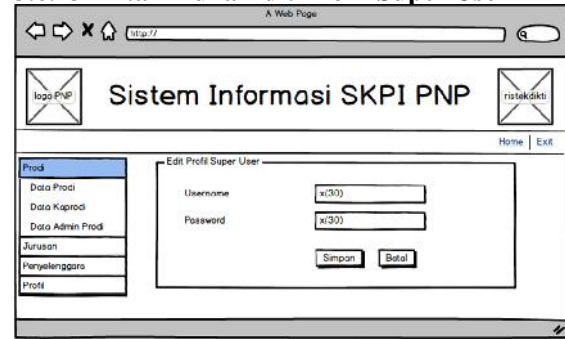 A Web Page
http://
logo PNP
Sistem Informasi SKPI PNP
ristekdikti
Home | Exit
Prodi
Data Prodi
Data Kaprodi
Data Admin Prodi
Jurusan
Penyelenggara
Profil
Edit Profil Super User
Username x(30)
Password x(30)
Simpan Batal